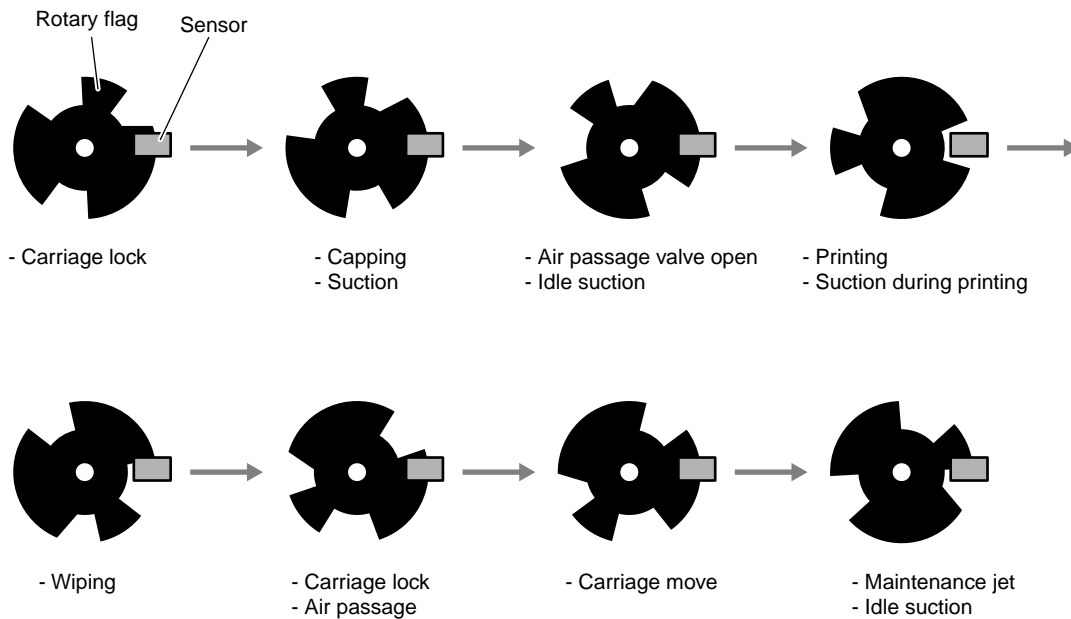 Rotary flag
Sensor
- Carriage lock
- Capping
- Suction
- Air passage valve open
- Idle suction
- Printing
- Suction during printing
- Wiping
- Carriage lock
- Air passage
- Carriage move
- Maintenance jet
- Idle suction